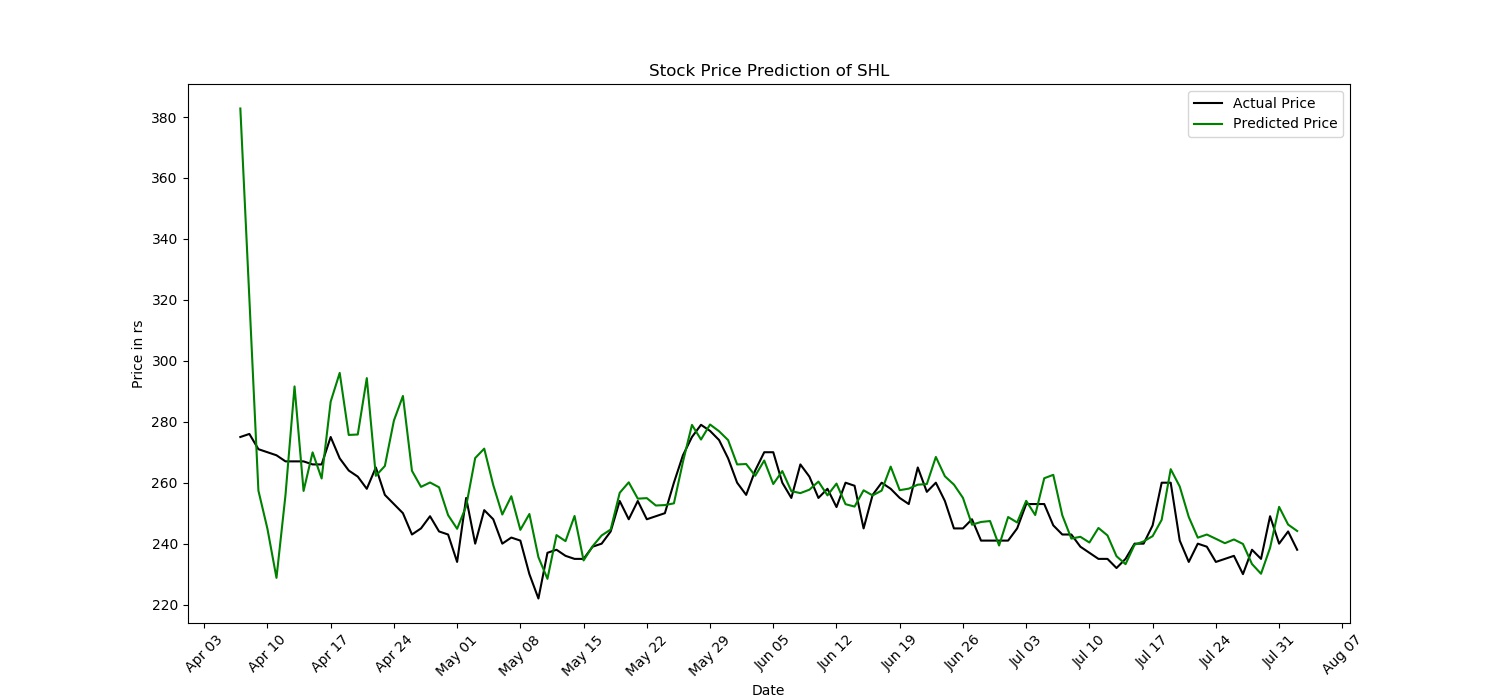 Stock Price Prediction of SHL
Actual Price
Predicted Price
Price in rs
380
360
340
320
300
280
260
240
220
Apr 03
Apr 10
Apr 17
Apr 24
May 01
May 08
May 15
May 22
May 29
Jun 05
Jun 12
Jun 19
Jun 26
Jul 03
Jul 10
Jul 17
Jul 24
Jul 31
Aug 07
Date